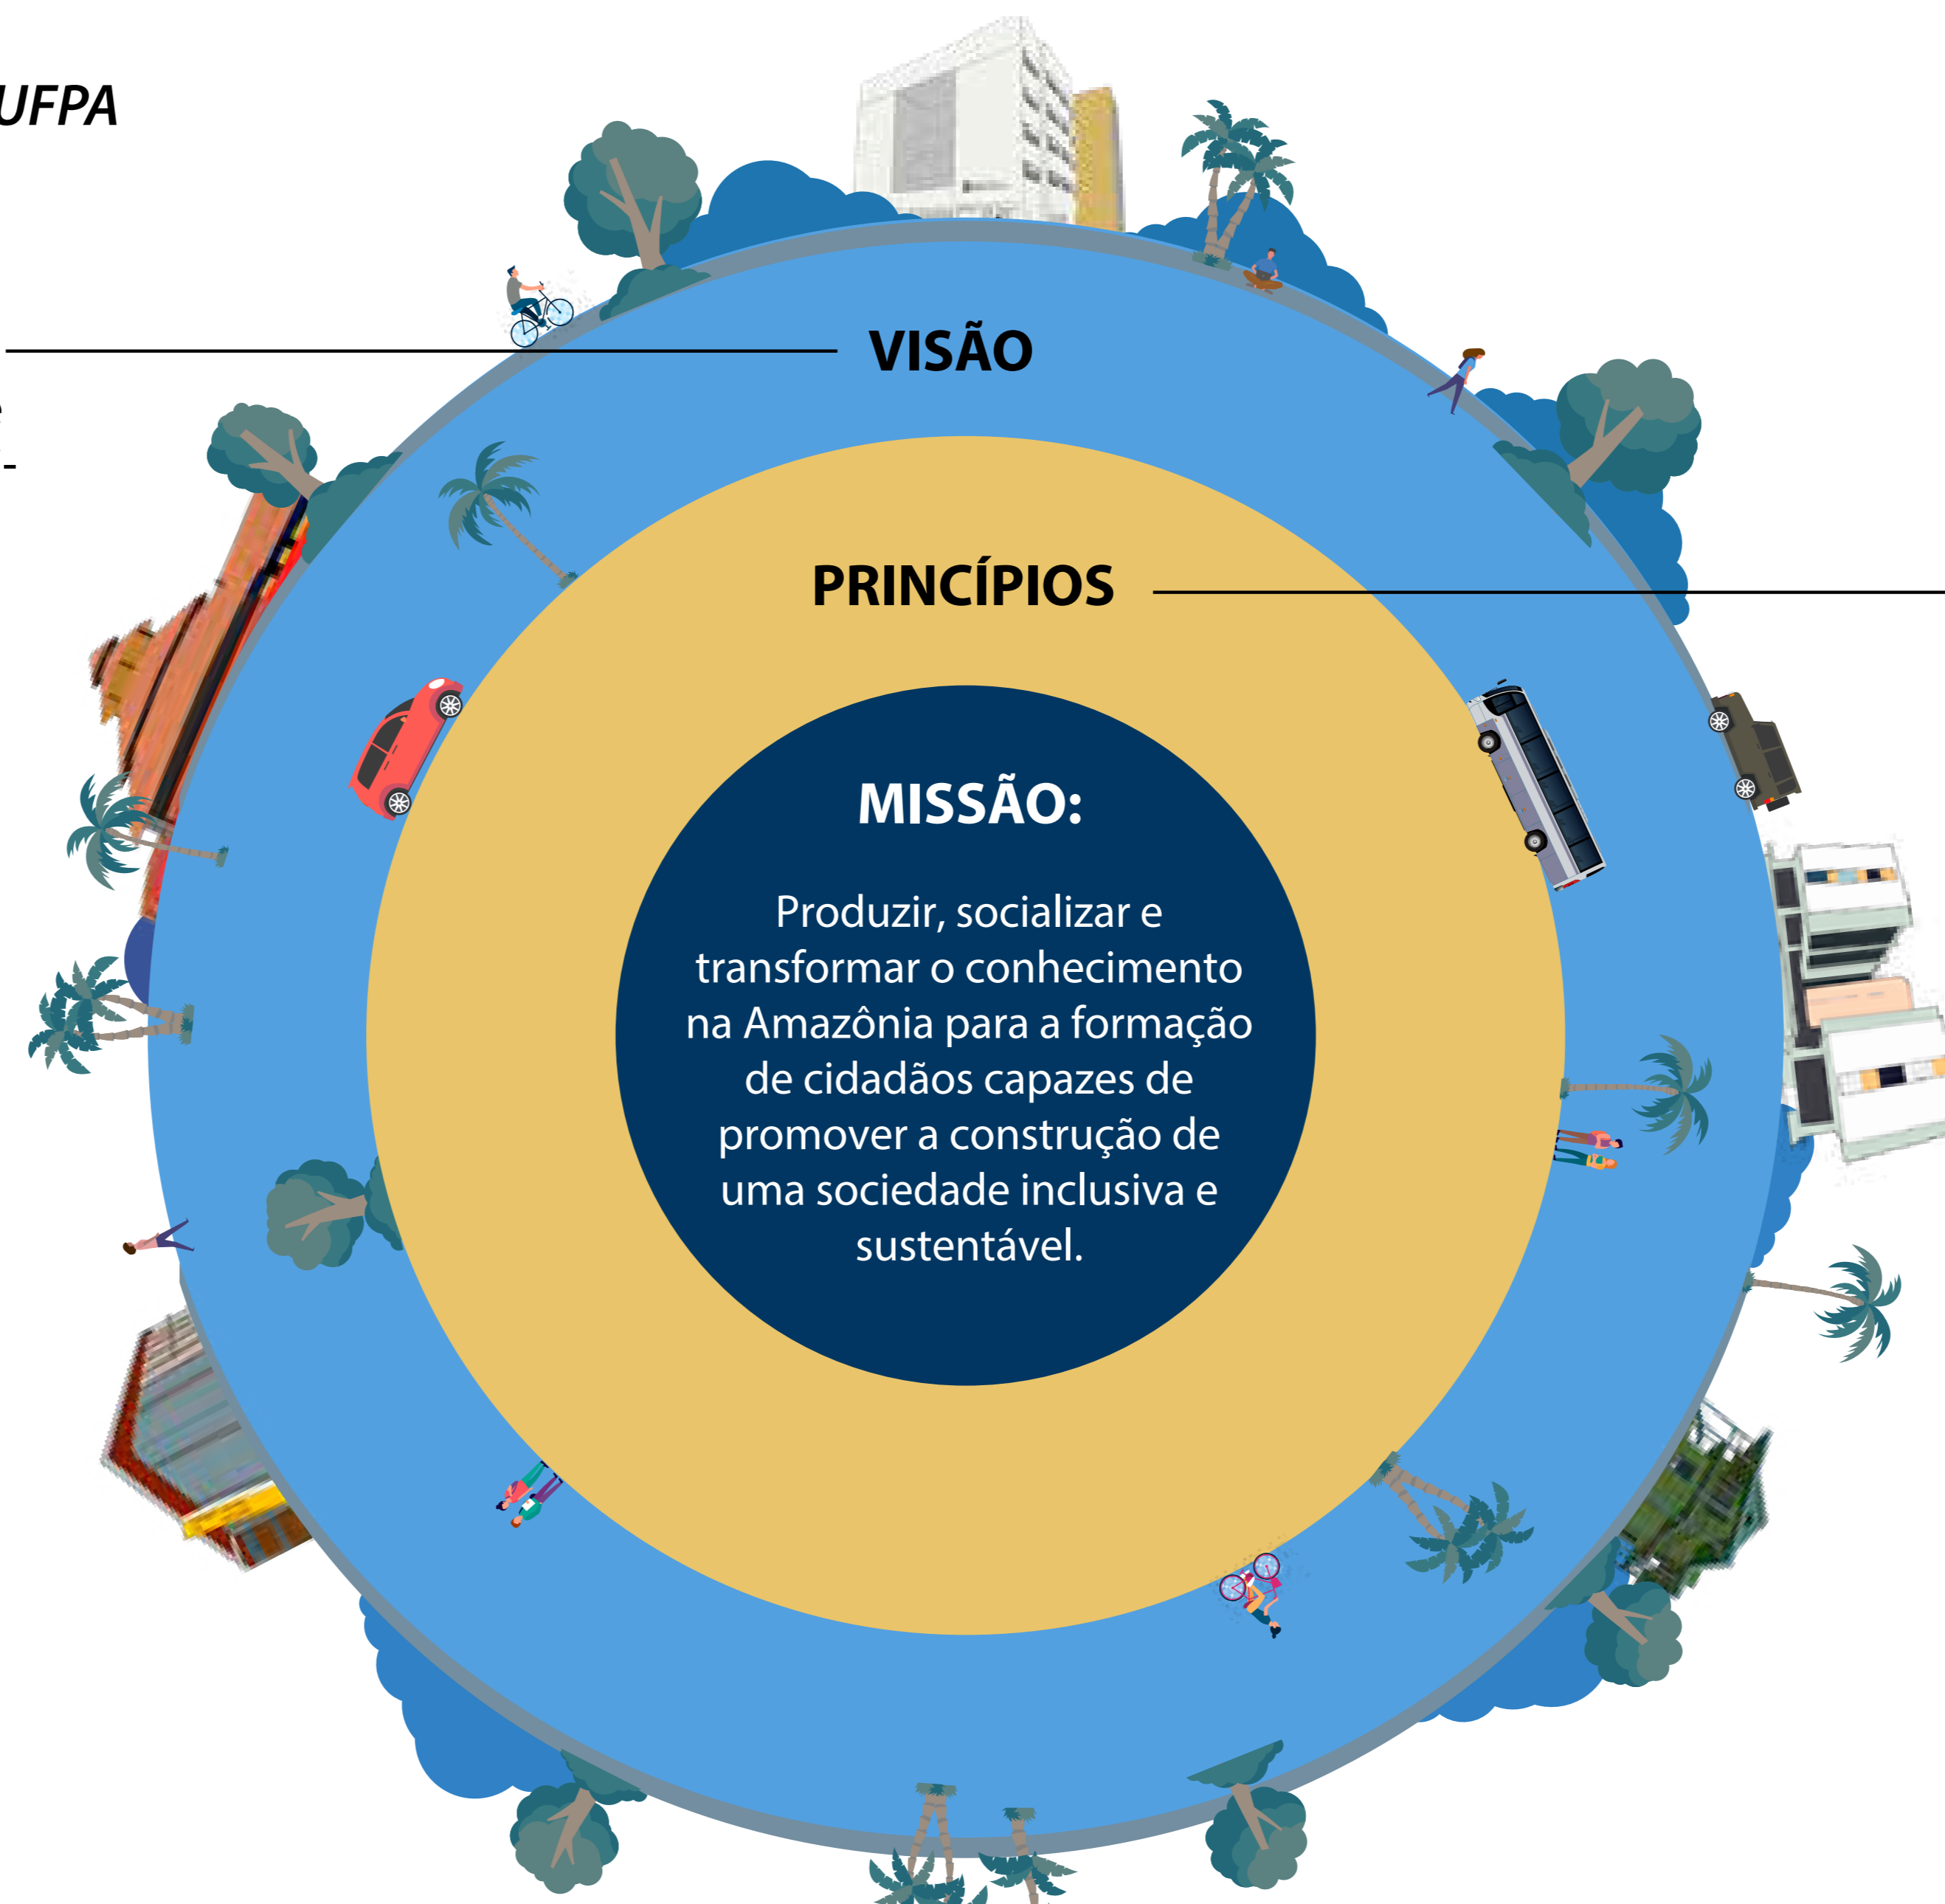 UFPA
VISÃO
PRINCÍPIOS
MISSÃO:
Produzir, socializar e
transformar o conhecimento
na Amazônia para a formação
de cidadãos capazes de
promover a construção de
uma sociedade inclusiva e
sustentável.